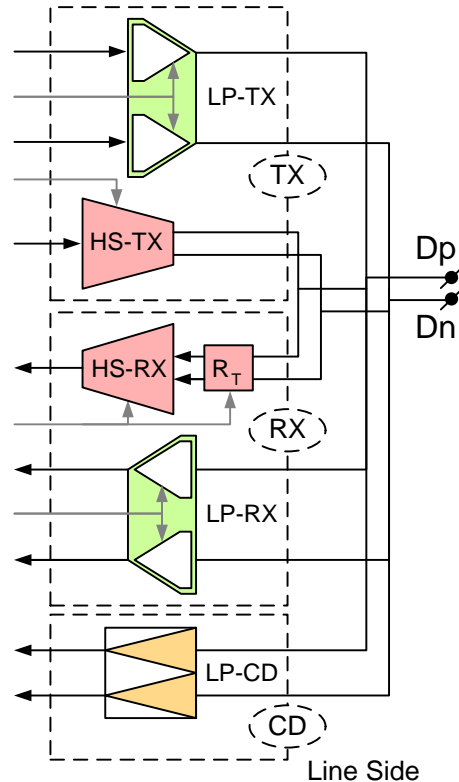 LP-TX
TX
HS-TX
Dp
Dn
HS-RX
RT
RX
LP-RX
LP-CD
CD
Line Side